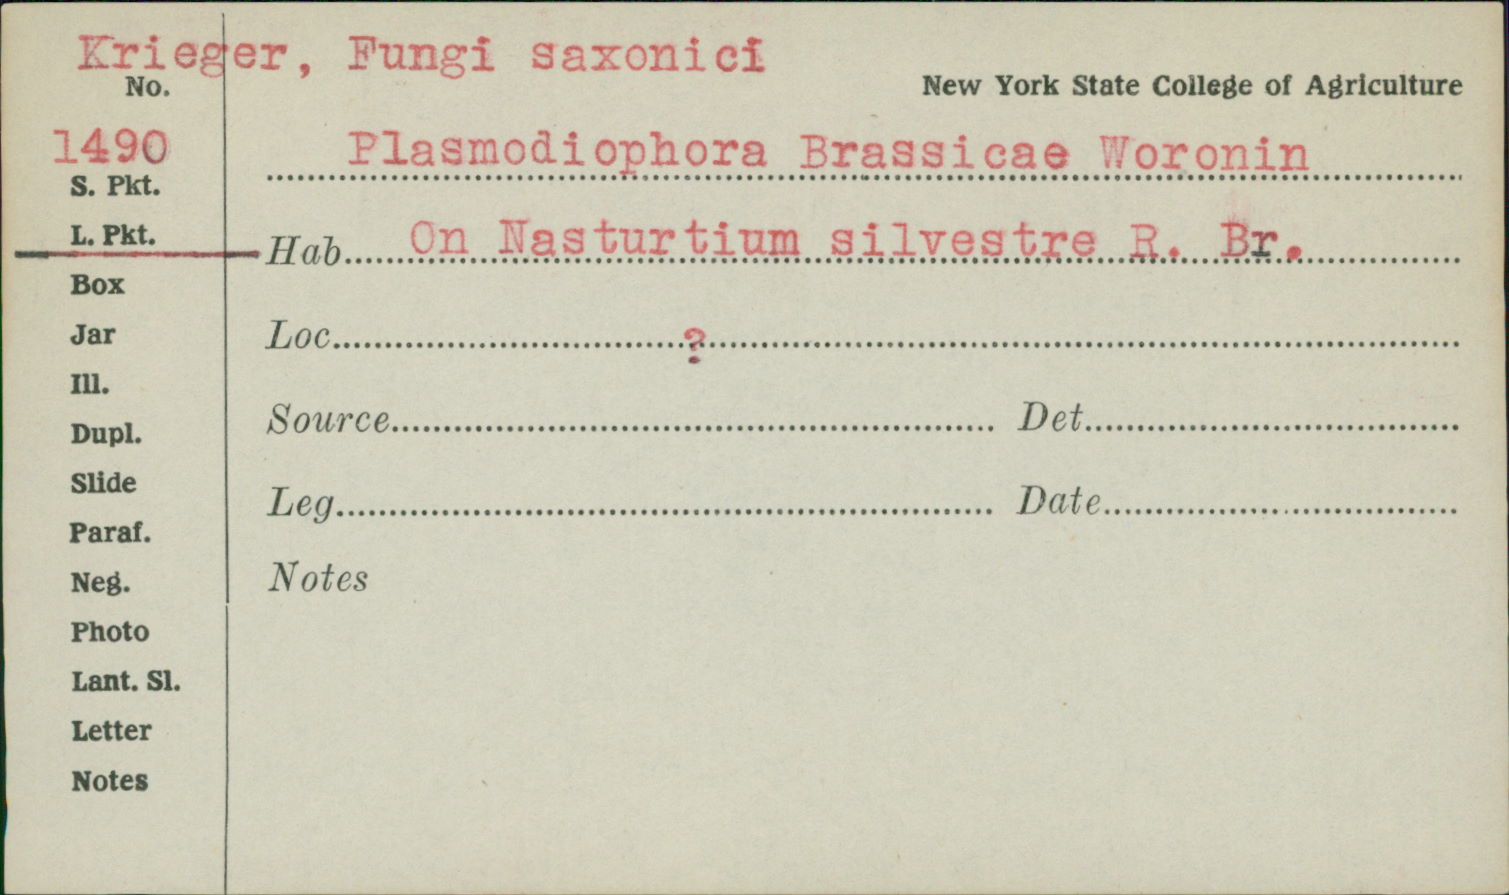 Krieger, Fungi saxonici
No.
New York State College of Agriculture
1490
Plasmodiophora Brassicae Woronin
S. Pkt.
L. Pkt.
Hab. On Nasturtium silvestre R. Br.
Box
Jar
Loc. ?
Ill.
Dupl.
Source Det.
Slide
Leg. Date
Paraf.
Neg.
Notes
Photo
Lant. Sl.
Letter
Notes